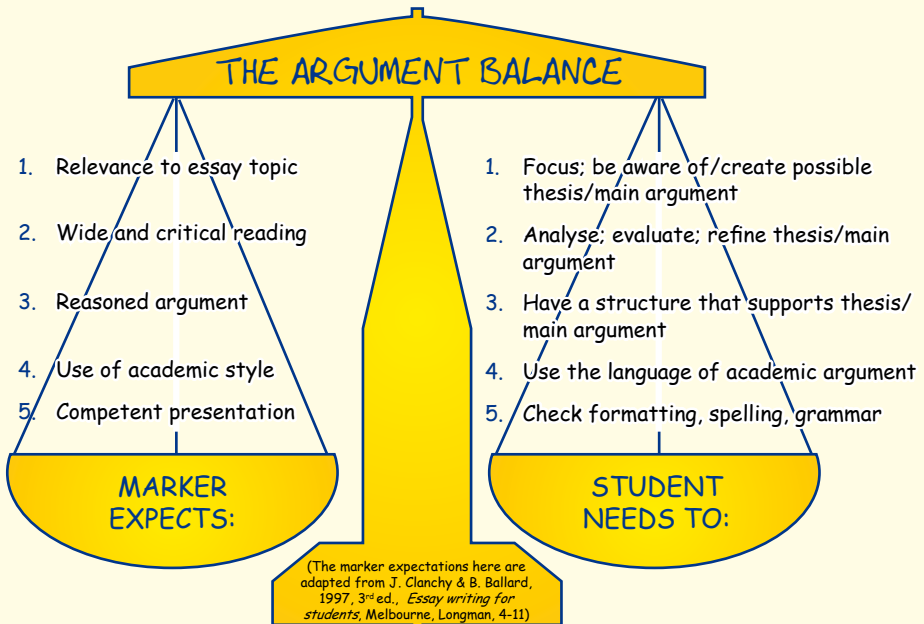 THE ARGUMENT BALANCE
1. Relevance to essay topic
2. Wide and critical reading
3. Reasoned argument
4. Use of academic style
5. Competent presentation
MARKER
EXPECTS:
1. Focus; be aware of/create possible
thesis/main argument
2. Analyse; evaluate; refine thesis/main
argument
3. Have a structure that supports thesis/
main argument
4. Use the language of academic argument
5. Check formatting, spelling, grammar
STUDENT
NEEDS TO:
(The marker expectations here are
adapted from J. Clanchy & B. Ballard,
1997, 3rd ed., Essay writing for
students, Melbourne, Longman, 4-11)